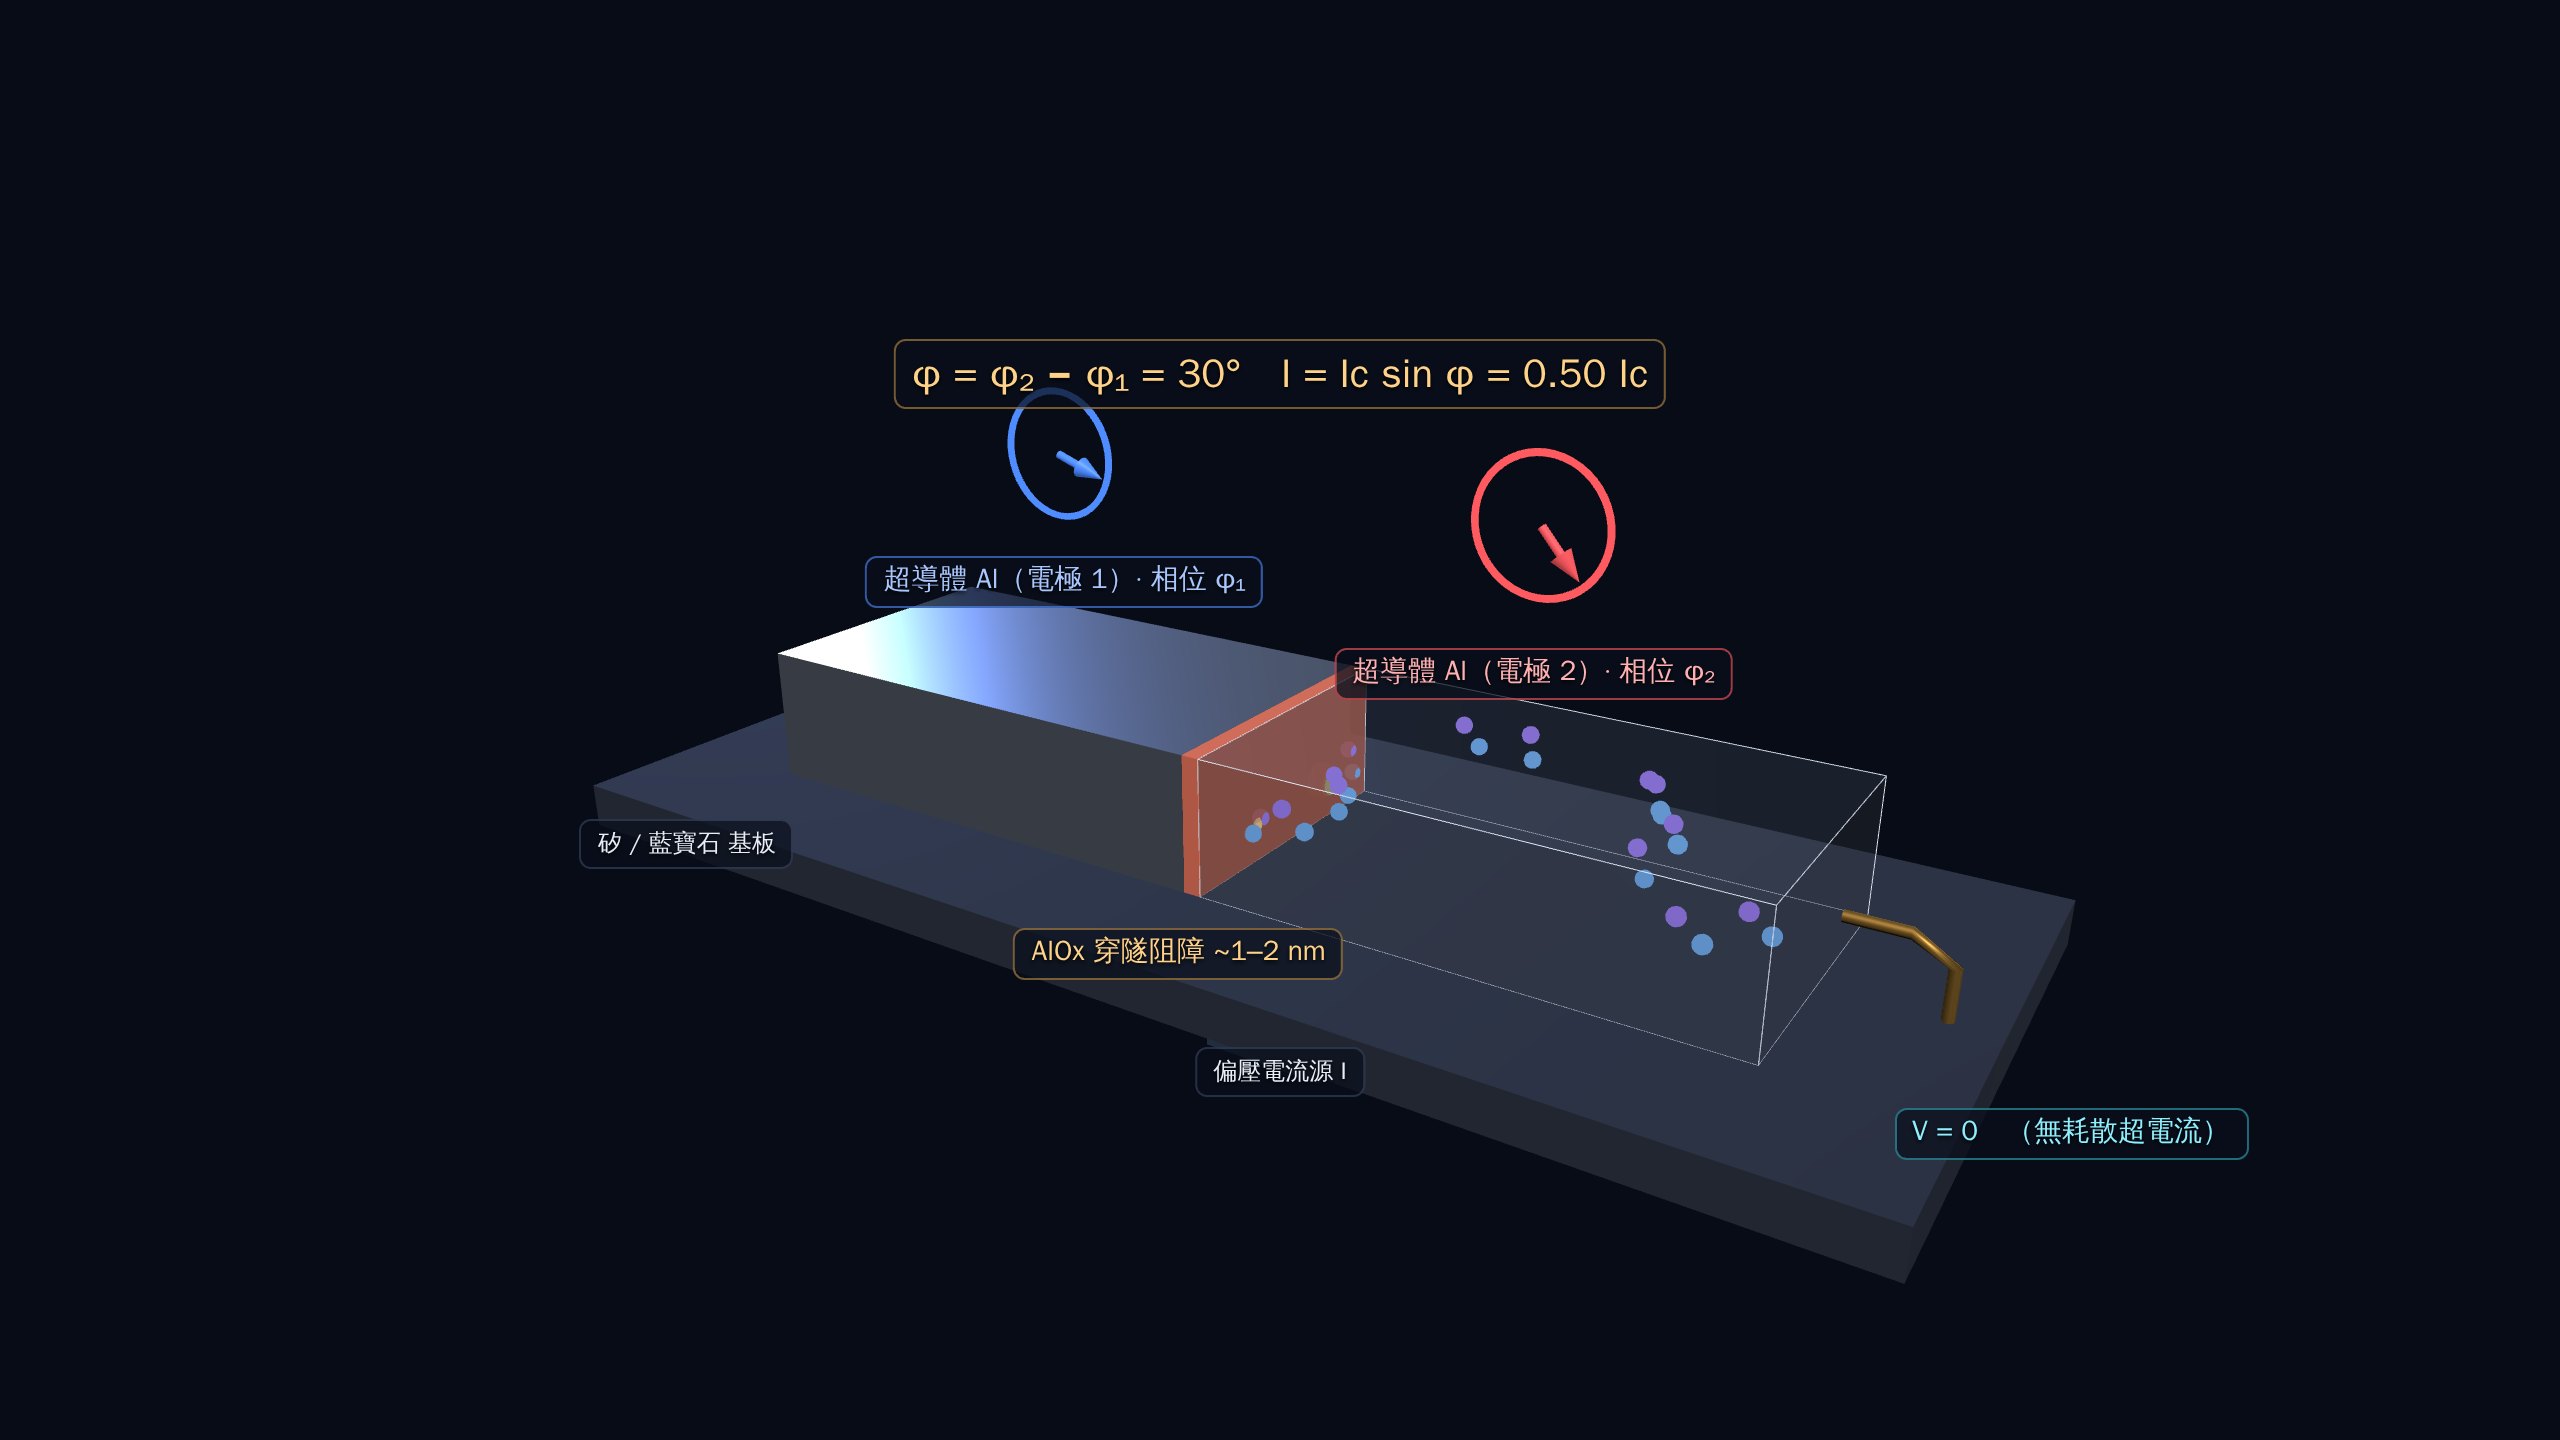 φ = φ₂ − φ₁ = 30°　I = Ic sin φ = 0.50 Ic
超導體 Al（電極 1）· 相位 φ₁
超導體 Al（電極 2）· 相位 φ₂
矽 / 藍寶石 基板
AlOx 穿隧阻障 ~1–2 nm
偏壓電流源 I
V = 0　（無耗散超電流）